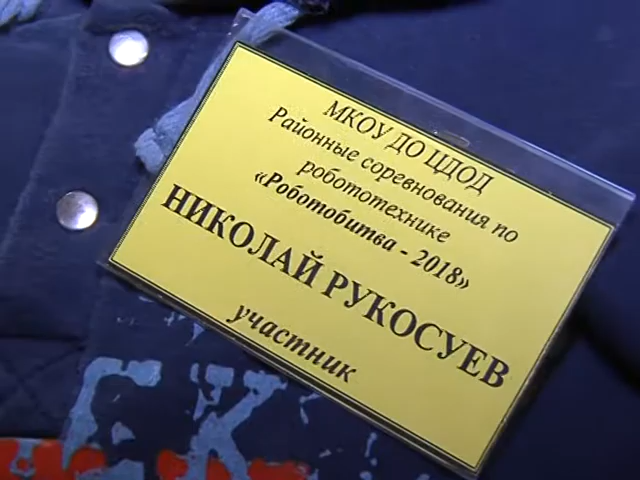 МКОУ ДО ЦДОД
Районные соревнования по
робототехнике
«Роботобитва - 2018»
НИКОЛАЙ РУКОСУЕВ
участник